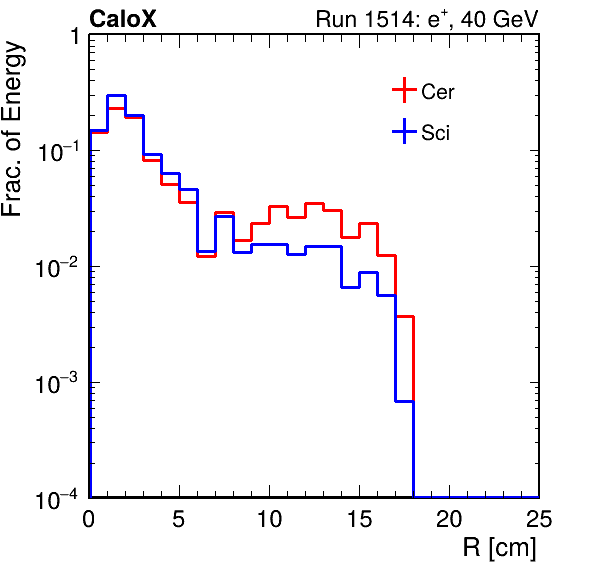 CaloX Run 1514: e⁺, 40 GeV
Frac. of Energy
1
10⁻¹
10⁻²
10⁻³
10⁻⁴
Cer
Sci
0 5 10 15 20 25
R [cm]